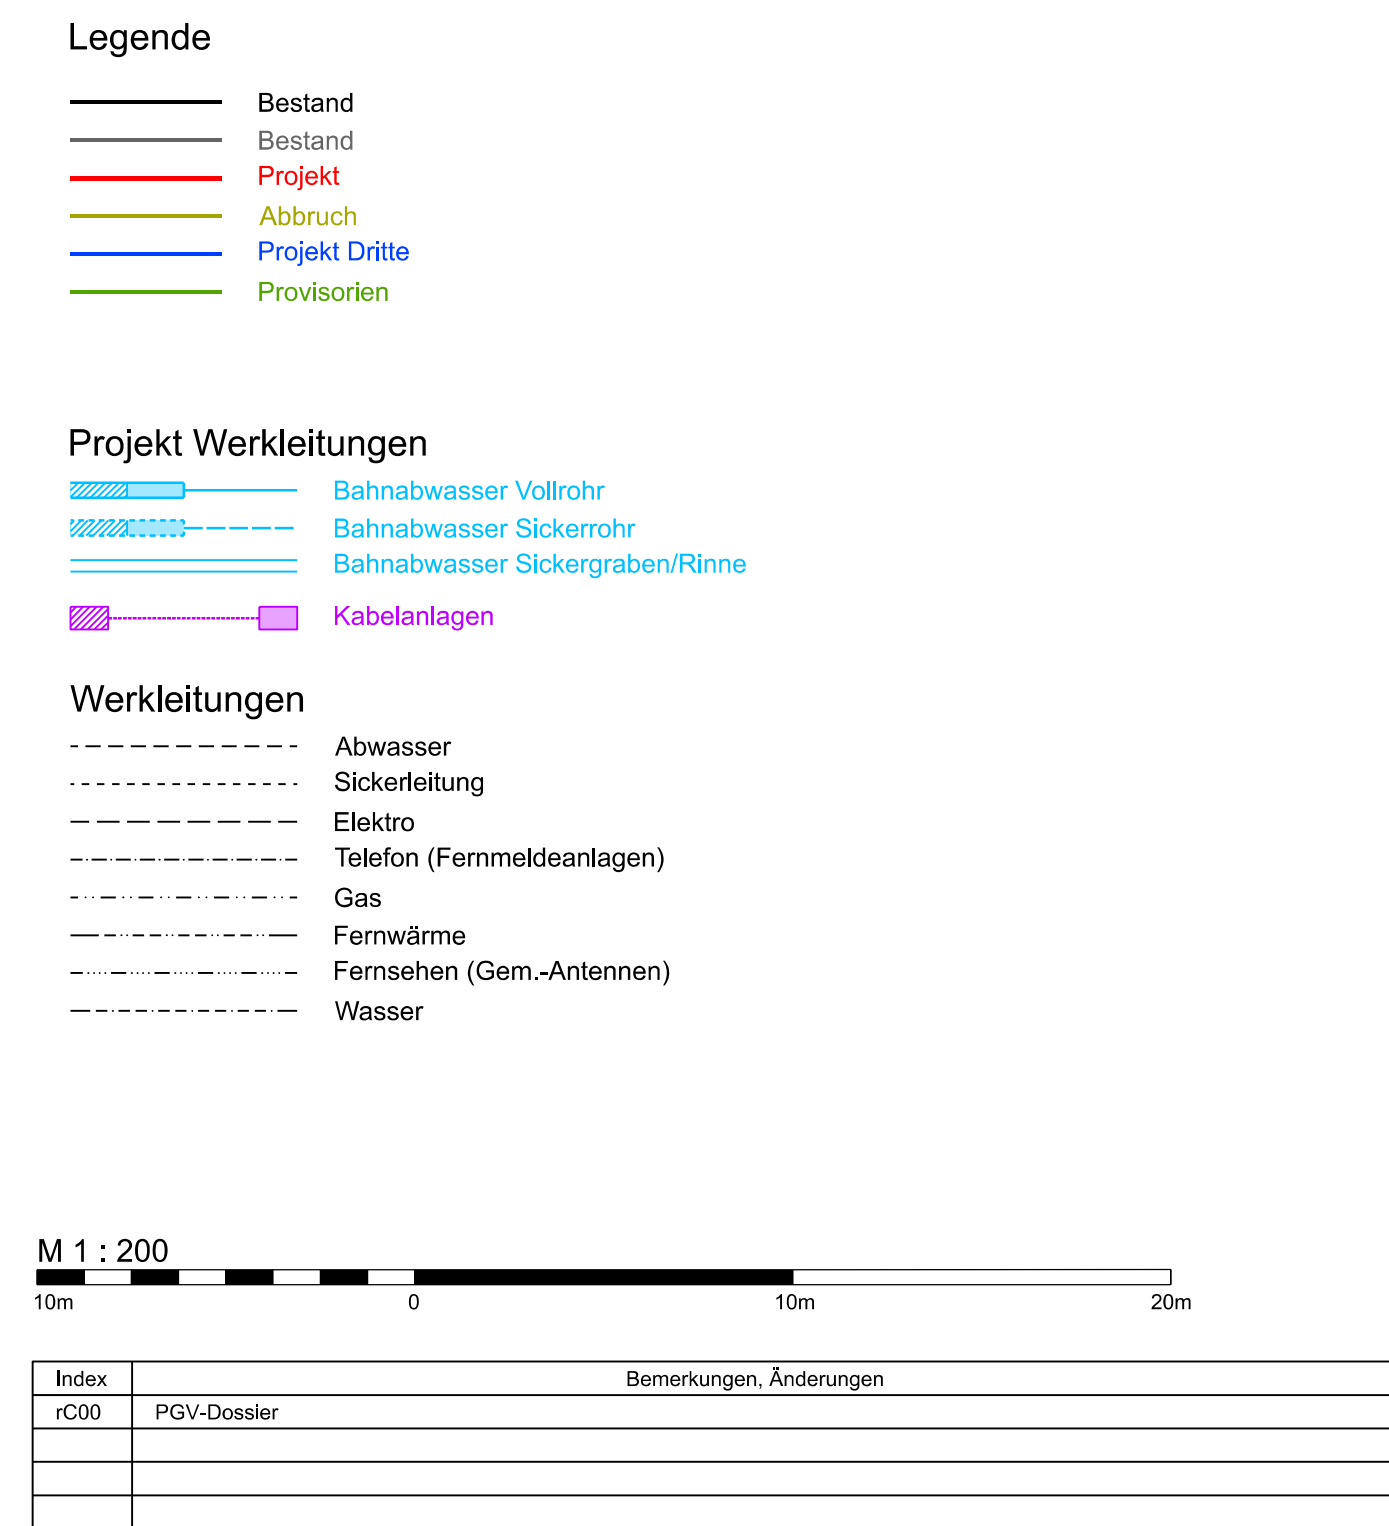 Legende
Bestand
Bestand
Projekt
Abbruch
Projekt Dritte
Provisorien
Projekt Werkleitungen
Bahnabwasser Vollrohr
Bahnabwasser Sickerrohr
Bahnabwasser Sickergraben/Rinne
Kabelanlagen
Werkleitungen
Abwasser
Sickerleitung
Elektro
Telefon (Fernmeldeanlagen)
Gas
Fernwärme
Fernsehen (Gem.-Antennen)
Wasser
M 1 : 200
10m 0 10m 20m
Index Bemerkungen, Änderungen
rC00 PGV-Dossier